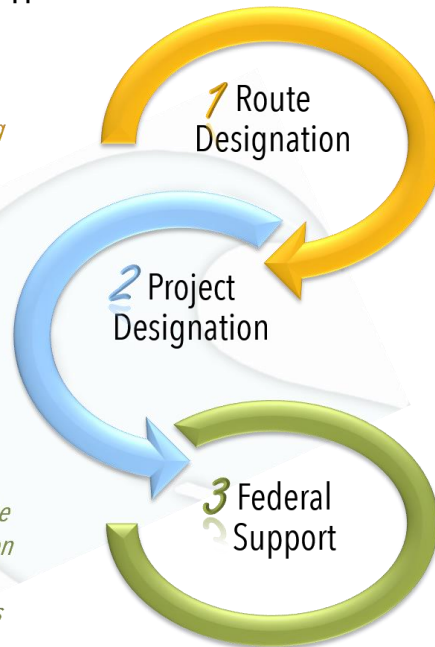 1 Route
Designation
2 Project
Designation
3 Federal
Support